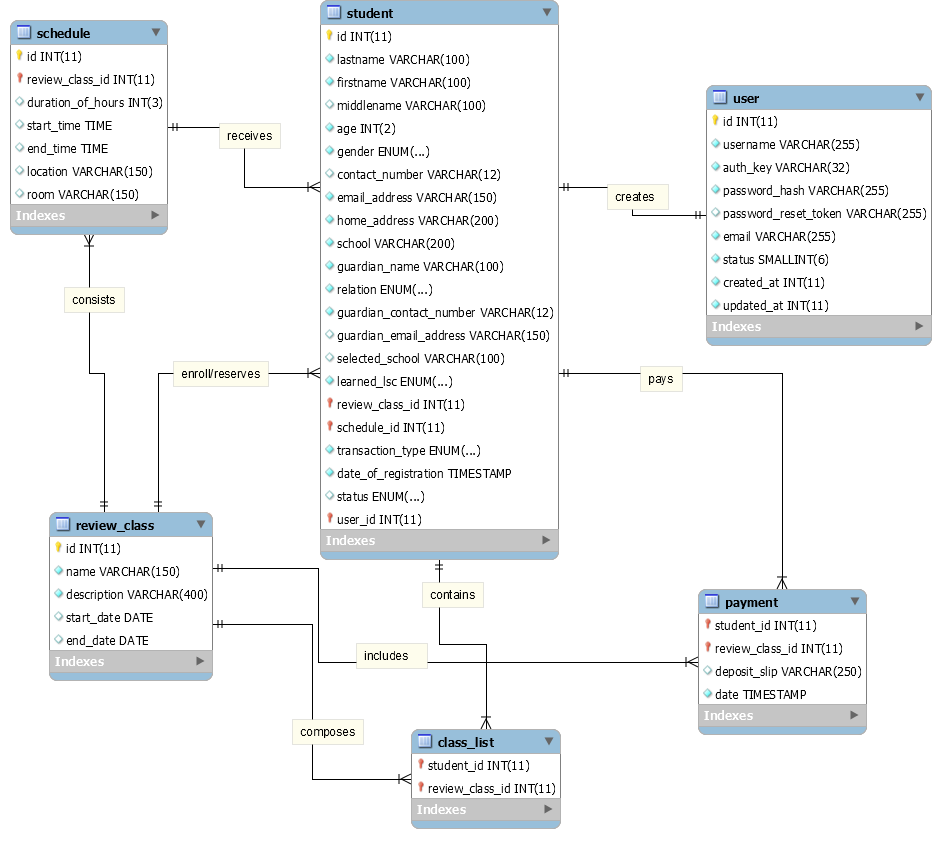 schedule
id INT(11)
review_class_id INT(11)
duration_of_hours INT(3)
start_time TIME
end_time TIME
location VARCHAR(150)
room VARCHAR(150)
Indexes
student
id INT(11)
lastname VARCHAR(100)
firstname VARCHAR(100)
middlename VARCHAR(100)
age INT(2)
gender ENUM(...)
contact_number VARCHAR(12)
email_address VARCHAR(150)
home_address VARCHAR(200)
school VARCHAR(200)
guardian_name VARCHAR(100)
relation ENUM(...)
guardian_contact_number VARCHAR(12)
guardian_email_address VARCHAR(150)
selected_school VARCHAR(100)
learned_lsc ENUM(...)
review_class_id INT(11)
schedule_id INT(11)
transaction_type ENUM(...)
date_of_registration TIMESTAMP
status ENUM(...)
user_id INT(11)
Indexes
user
id INT(11)
username VARCHAR(255)
auth_key VARCHAR(32)
password_hash VARCHAR(255)
password_reset_token VARCHAR(255)
email VARCHAR(255)
status SMALLINT(6)
created_at INT(11)
updated_at INT(11)
Indexes
receives
creates
consists
enroll/reserves
pays
review_class
id INT(11)
name VARCHAR(150)
description VARCHAR(400)
start_date DATE
end_date DATE
Indexes
contains
includes
composes
payment
student_id INT(11)
review_class_id INT(11)
deposit_slip VARCHAR(250)
date TIMESTAMP
Indexes
class_list
student_id INT(11)
review_class_id INT(11)
Indexes